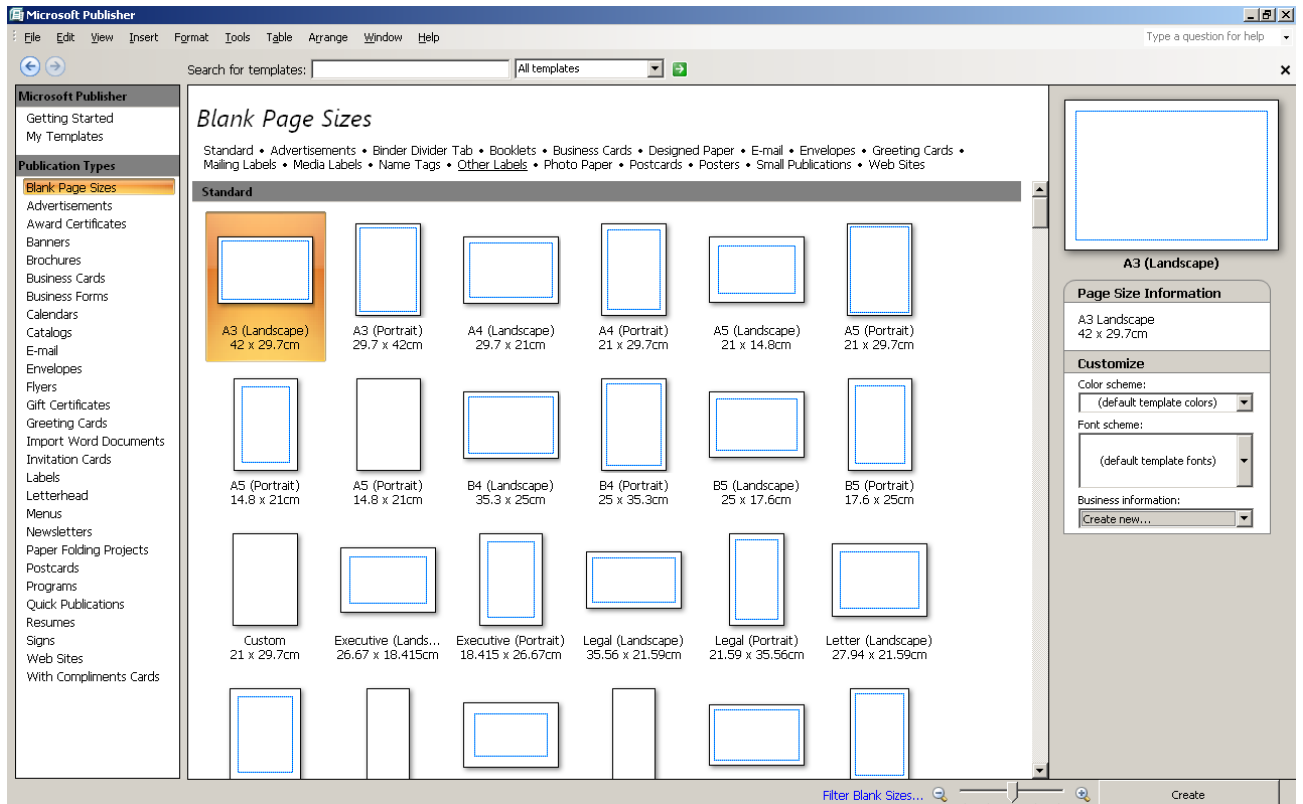 Microsoft Publisher
File Edit View Insert Format Tools Table Arrange Window Help
Type a question for help
Search for templates: All templates
Microsoft Publisher
Getting Started
My Templates
Publication Types
Blank Page Sizes
Advertisements
Award Certificates
Banners
Brochures
Business Cards
Business Forms
Calendars
Catalogs
E-mail
Envelopes
Flyers
Gift Certificates
Greeting Cards
Import Word Documents
Invitation Cards
Labels
Letterhead
Menus
Newsletters
Paper Folding Projects
Postcards
Programs
Quick Publications
Resumes
Signs
Web Sites
With Compliments Cards
Blank Page Sizes
Standard • Advertisements • Binder Divider Tab • Booklets • Business Cards • Designed Paper • E-mail • Envelopes • Greeting Cards •
Mailing Labels • Media Labels • Name Tags • Other Labels • Photo Paper • Postcards • Posters • Small Publications • Web Sites
Standard
A3 (Landscape) A3 (Portrait) A4 (Landscape) A4 (Portrait) A5 (Landscape) A5 (Portrait)
42 x 29.7cm 29.7 x 42cm 29.7 x 21cm 21 x 29.7cm 21 x 14.8cm 21 x 29.7cm
A5 (Portrait) A5 (Portrait) B4 (Landscape) B4 (Portrait) B5 (Landscape) B5 (Portrait)
14.8 x 21cm 14.8 x 21cm 35.3 x 25cm 25 x 35.3cm 25 x 17.6cm 17.6 x 25cm
Custom Executive (Lands... Executive (Portrait) Legal (Landscape) Legal (Portrait) Letter (Landscape)
21 x 29.7cm 26.67 x 18.415cm 18.415 x 26.67cm 35.56 x 21.59cm 21.59 x 35.56cm 27.94 x 21.59cm
A3 (Landscape)
Page Size Information
A3 Landscape
42 x 29.7cm
Customize
Color scheme:
(default template colors)
Font scheme:
(default template fonts)
Business information:
Create new...
Filter Blank Sizes...
Create